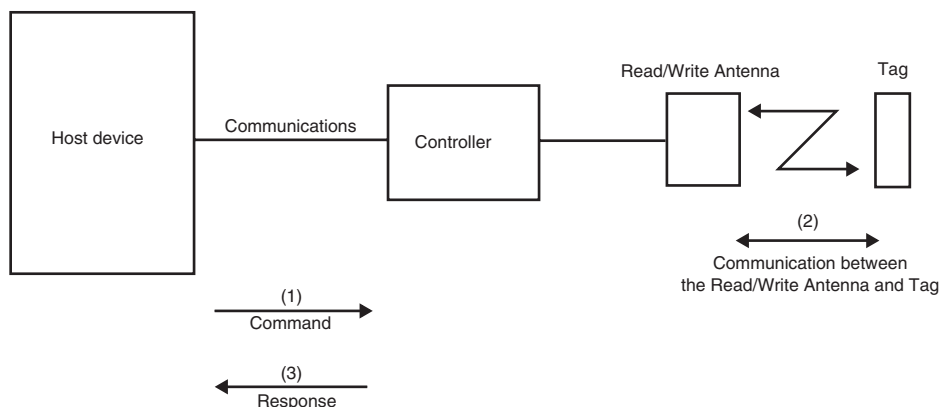 Read/Write Antenna
Tag
Host device
Communications
Controller
(2)
Communication between
the Read/Write Antenna and Tag
(1)
Command
(3)
Response